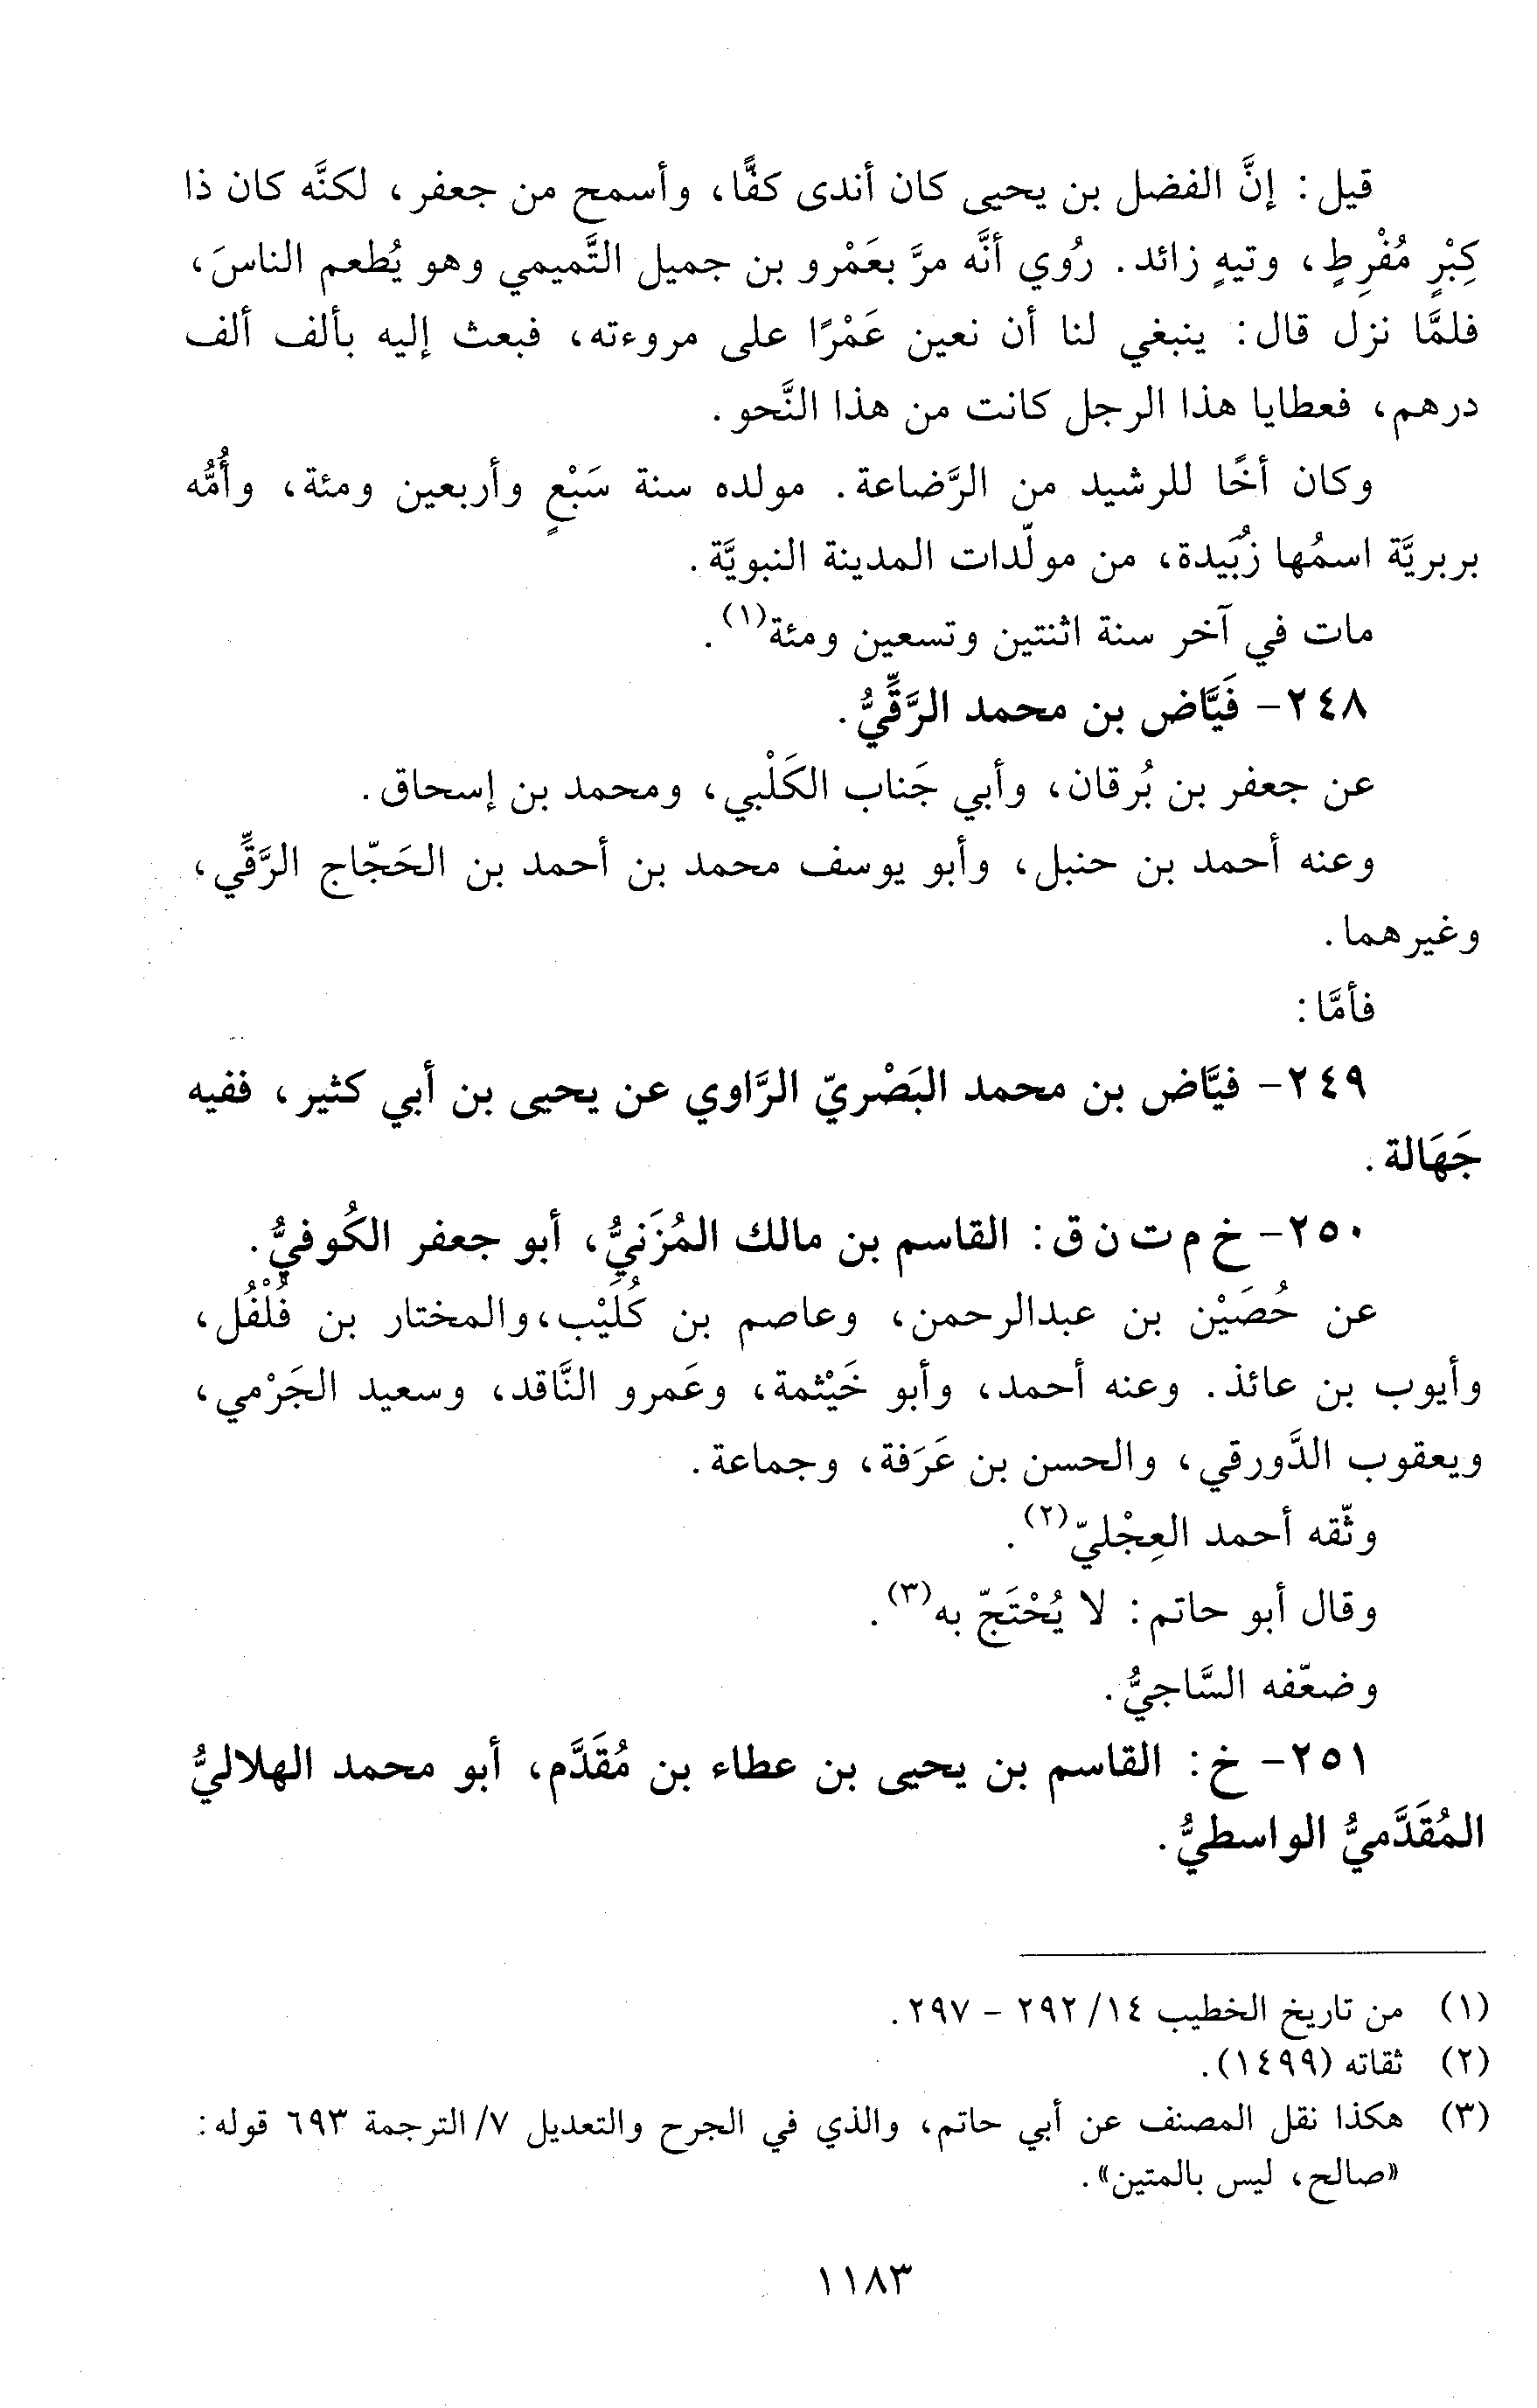 قيل: إنَّ الفضل بن يحيى كان أندى كفًّا، وأسمح من جعفر، لكنَّه كان ذا
كِبْرٍ مُفْرِطٍ، وتيهٍ زائد. رُوي أنَّه مرَّ بعَمْرو بن جميل التَّميمي وهو يُطعم الناسَ،
فلمَّا نزل قال: ينبغي لنا أن نعين عَمْرًا على مروءته، فبعث إليه بألف ألف
درهم، فعطايا هذا الرجل كانت من هذا النَّحو.
وكان أخًا للرشيد من الرَّضاعة. مولده سنة سَبْعٍ وأربعين ومئة، وأُمُّه
بربريَّة اسمُها زُبَيدة، من مولّدات المدينة النبويَّة.
مات في آخر سنة اثنتين وتسعين ومئة(١).
٢٤٨- فَيَّاض بن محمد الرَّقِّيُّ.
عن جعفر بن بُرقان، وأبي جَناب الكَلْبي، ومحمد بن إسحاق.
وعنه أحمد بن حنبل، وأبو يوسف محمد بن أحمد بن الحَجّاج الرَّقِّي،
وغيرهما.
فأمَّا:
٢٤٩- فيَّاض بن محمد البَصْريّ الرَّاوي عن يحيى بن أبي كثير، ففيه
جَهَالة.
٢٥٠- خ م ت ن ق: القاسم بن مالك المُزَنيُّ، أبو جعفر الكُوفيُّ.
عن حُصَيْن بن عبدالرحمن، وعاصم بن كُلَيْب،والمختار بن فُلْفُل،
وأيوب بن عائذ. وعنه أحمد، وأبو خَيْثمة، وعَمرو النَّاقد، وسعيد الجَرْمي،
ويعقوب الدَّورقي، والحسن بن عَرَفة، وجماعة.
وثّقه أحمد العِجْليّ(٢).
وقال أبو حاتم: لا يُحْتَجّ به(٣).
وضعّفه السَّاجيُّ.
٢٥١- خ: القاسم بن يحيى بن عطاء بن مُقَدَّم، أبو محمد الهلاليُّ
المُقَدَّميُّ الواسطيُّ.
(١) من تاريخ الخطيب ١٤/ ٢٩٢ - ٢٩٧.
(٢) ثقاته (١٤٩٩).
(٣) هكذا نقل المصنف عن أبي حاتم، والذي في الجرح والتعديل ٧/ الترجمة ٦٩٣ قوله:
«صالح، ليس بالمتين».
١١٨٣